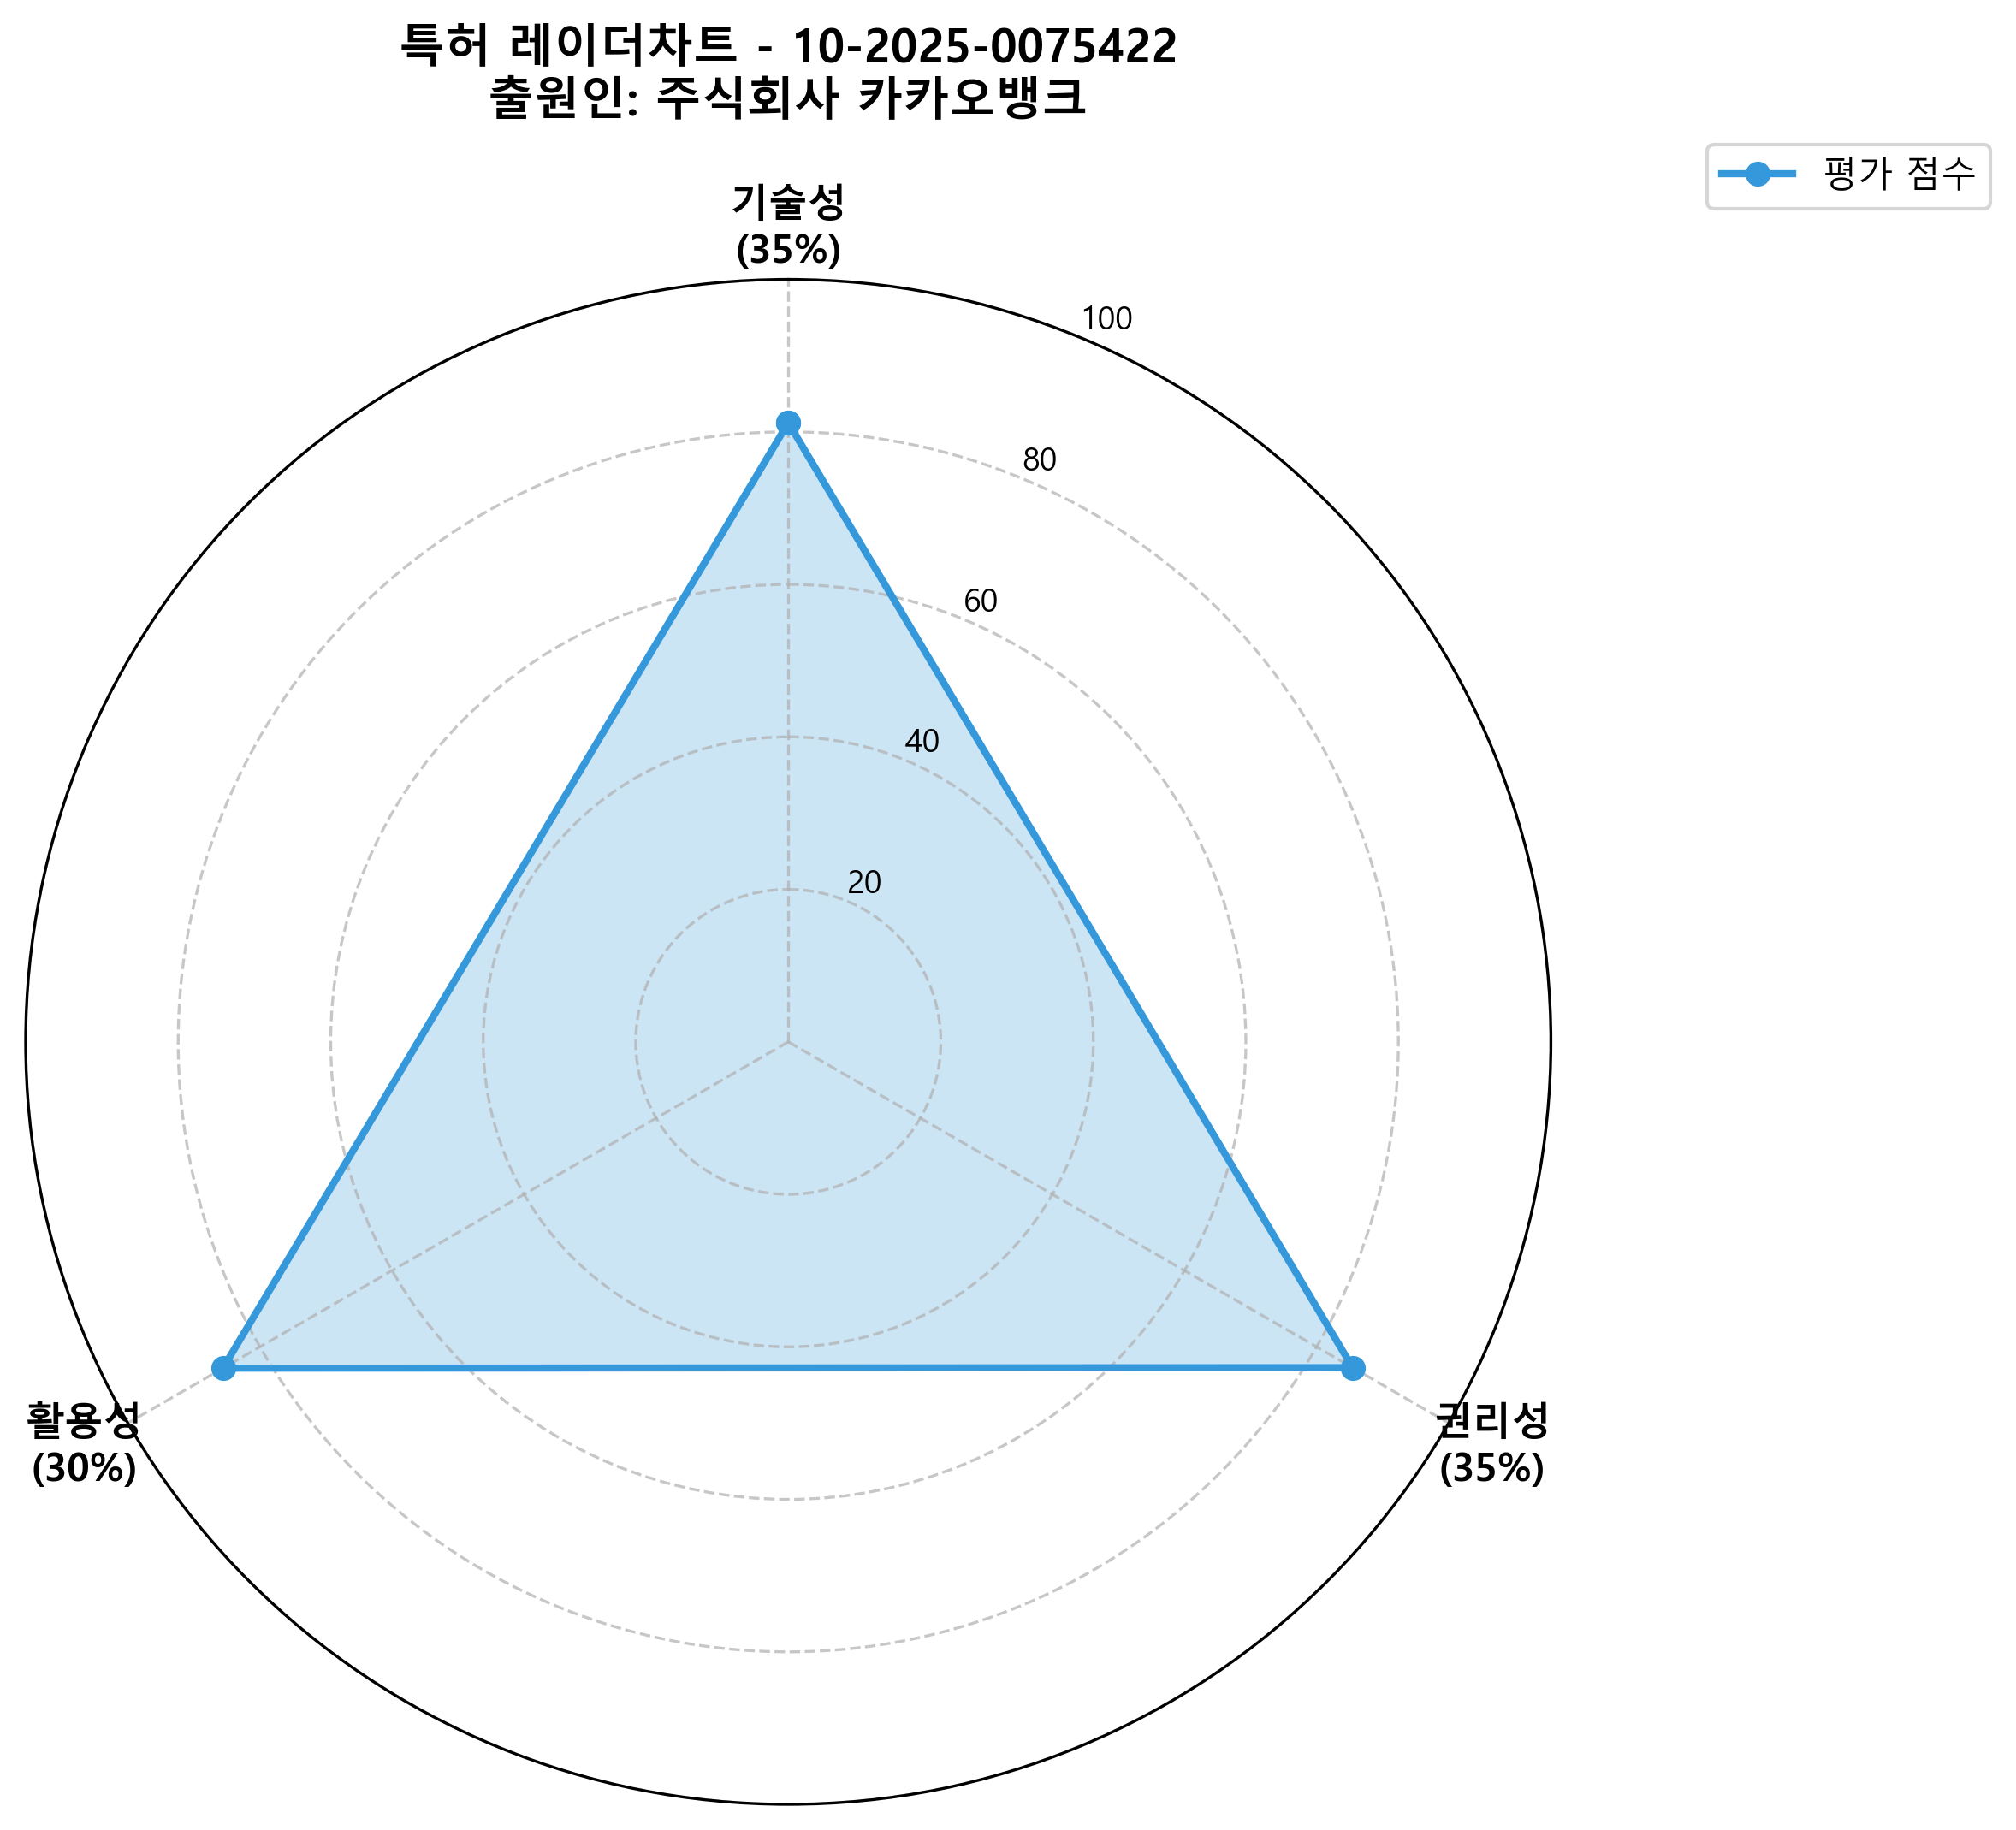 특허 레이더차트 - 10-2025-0075422
출원인: 주식회사 카카오뱅크
평가 점수
기술성
(35%)
100
80
60
40
20
활용성
(30%)
권리성
(35%)